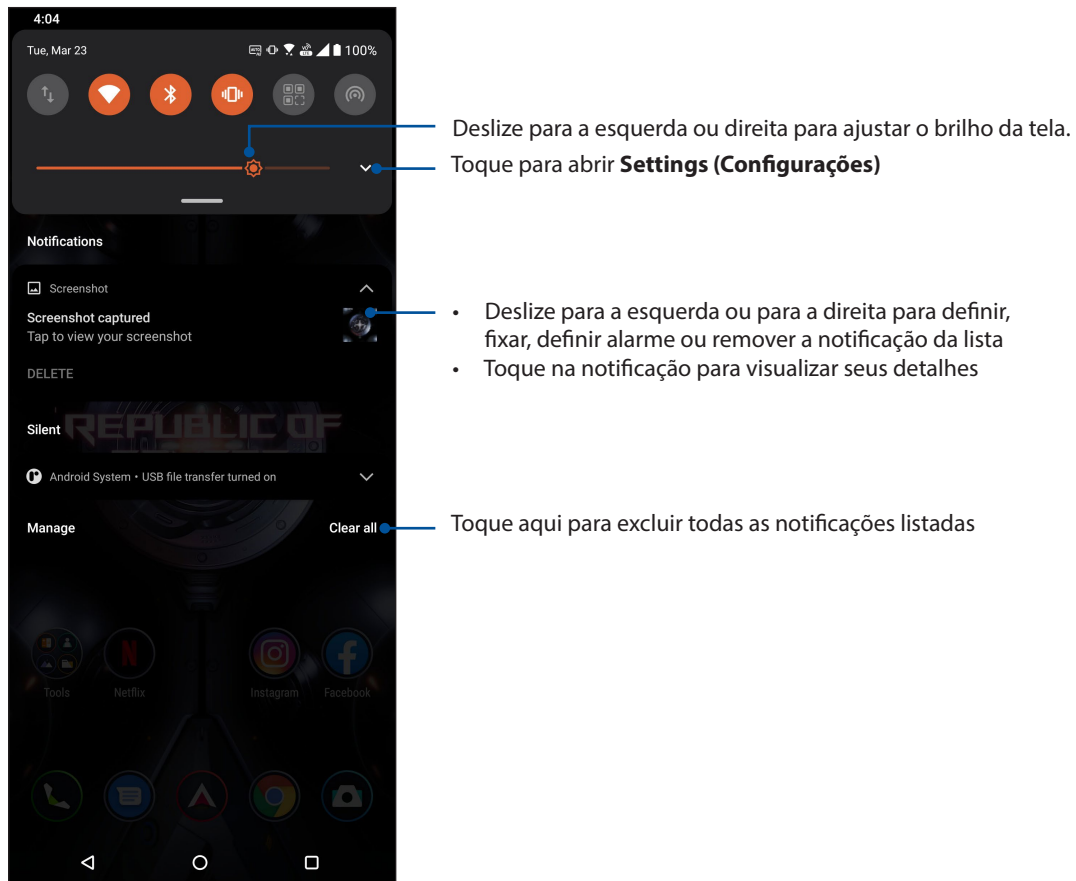 4:04
Tue, Mar 23
100%
Deslize para a esquerda ou direita para ajustar o brilho da tela.
Toque para abrir Settings (Configurações)
Notifications
Screenshot
Screenshot captured
Tap to view your screenshot
DELETE
• Deslize para a esquerda ou para a direita para definir,
fixar, definir alarme ou remover a notificação da lista
• Toque na notificação para visualizar seus detalhes
Silent
REPUBLIC OF
Android System • USB file transfer turned on
Manage
Clear all
Toque aqui para excluir todas as notificações listadas
Tools
Netflix
Instagram
Facebook